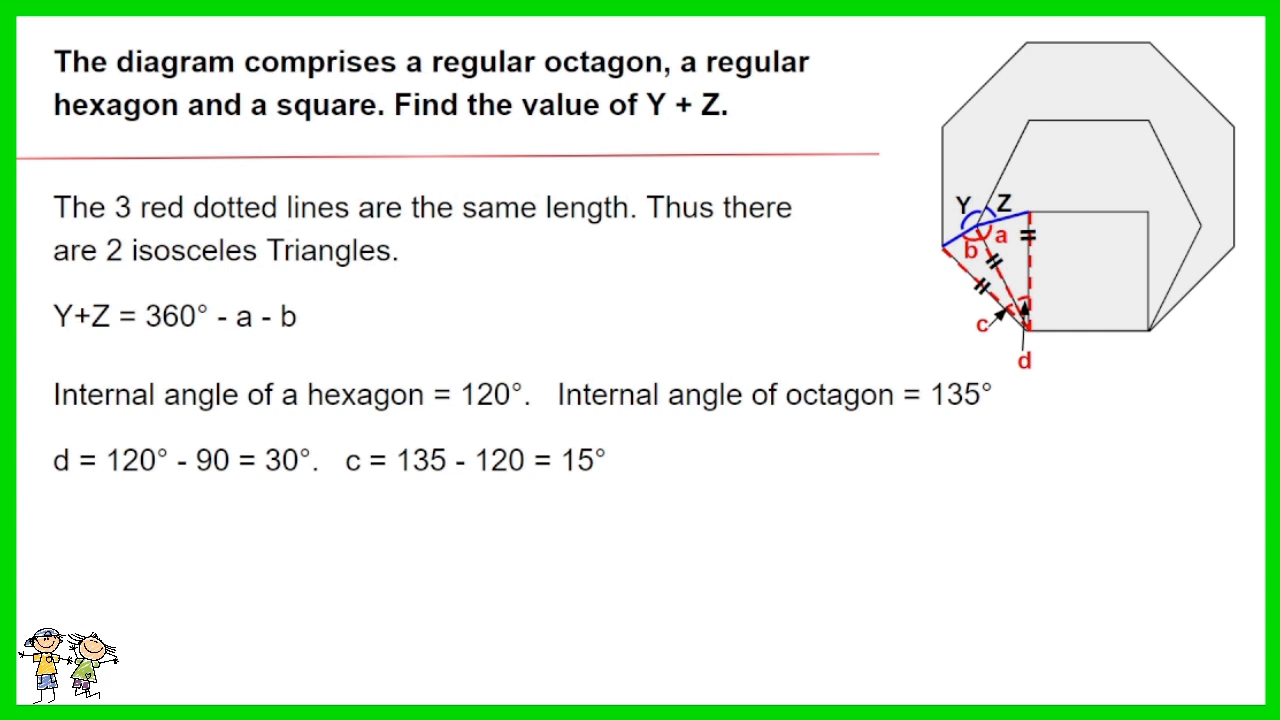 The diagram comprises a regular octagon, a regular
hexagon and a square. Find the value of Y + Z.
The 3 red dotted lines are the same length. Thus there
are 2 isosceles Triangles.
Y+Z = 360° - a - b
Internal angle of a hexagon = 120°. Internal angle of octagon = 135°
d = 120° - 90 = 30°. c = 135 - 120 = 15°
Y Z
a
b
c
d